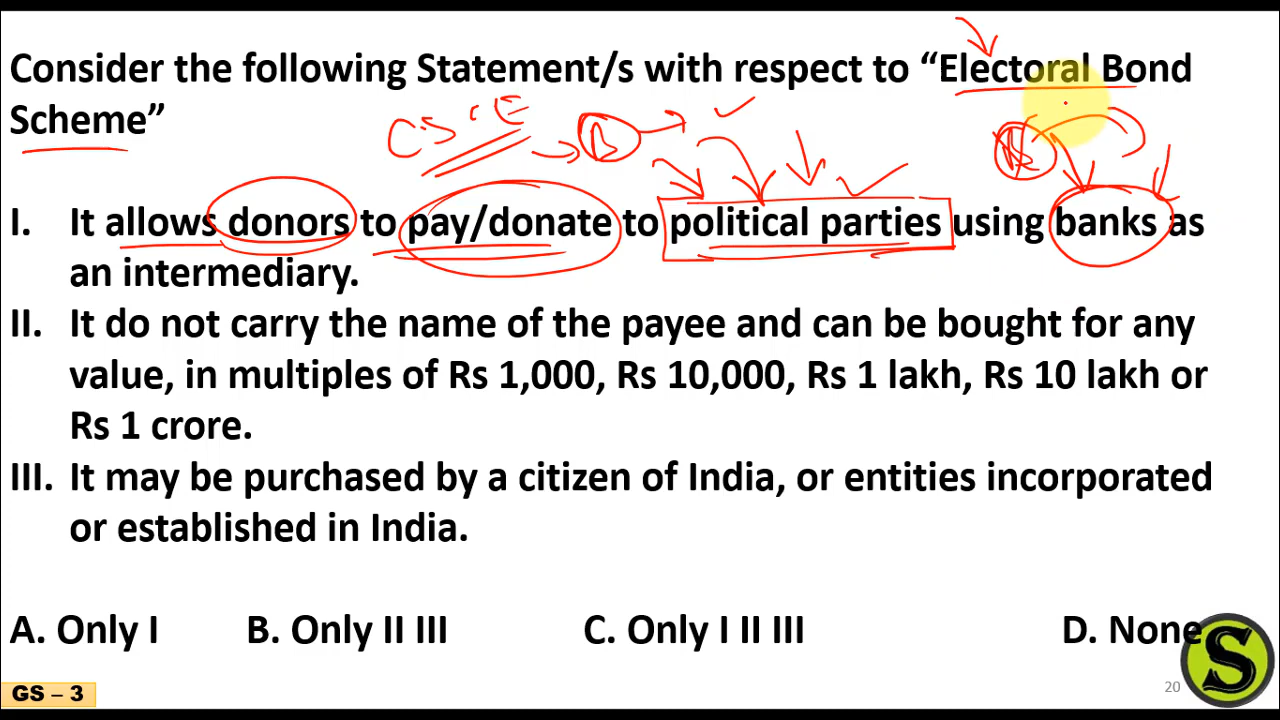 Consider the following Statement/s with respect to “Electoral Bond
Scheme”
I. It allows donors to pay/donate to political parties using banks as
an intermediary.
II. It do not carry the name of the payee and can be bought for any
value, in multiples of Rs 1,000, Rs 10,000, Rs 1 lakh, Rs 10 lakh or
Rs 1 crore.
III. It may be purchased by a citizen of India, or entities incorporated
or established in India.
A. Only I B. Only II III C. Only I II III D. None
S
GS – 3
20